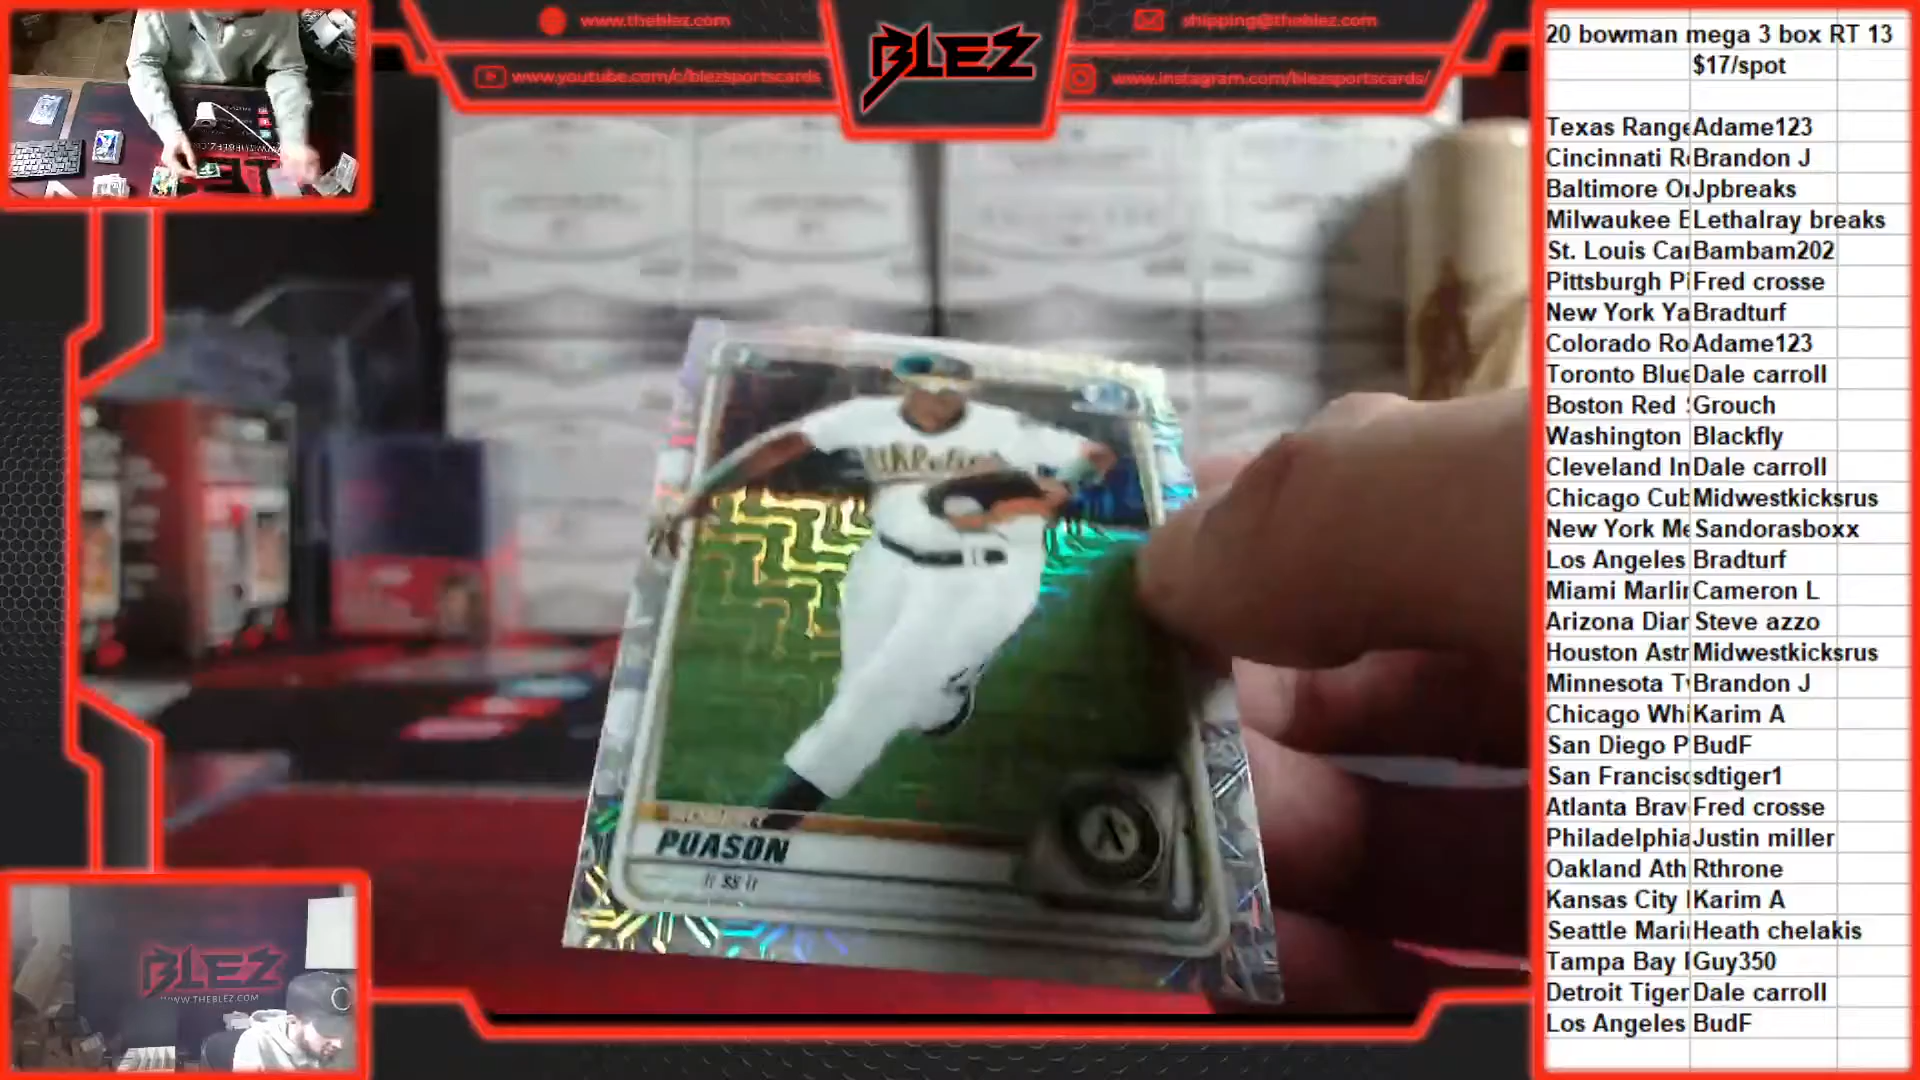 www.theblez.com
shipping@theblez.com
BLEZ
www.youtube.com/c/blezsportscards
www.instagram.com/blezsportscards/
20 bowman mega 3 box RT 13
$17/spot
Texas Range Adame123
Cincinnati R Brandon J
Baltimore O Jpbreaks
Milwaukee B Lethalray breaks
St. Louis Car Bambam202
Pittsburgh Pi Fred crosse
New York Ya Bradturf
Colorado Ro Adame123
Toronto Blue Dale carroll
Boston Red Grouch
Washington Blackfly
Cleveland In Dale carroll
Chicago Cub Midwestkicksrus
New York Me Sandorasboxx
Los Angeles Bradturf
Miami Marlin Cameron L
Arizona Diar Steve azzo
Houston Astr Midwestkicksrus
Minnesota T Brandon J
Chicago Whi Karim A
San Diego P BudF
San Francisc sdtiger1
Atlanta Brav Fred crosse
Philadelphia Justin miller
Oakland Ath Rthrone
Kansas City Karim A
Seattle Mari Heath chelakis
Tampa Bay Guy350
Detroit Tiger Dale carroll
Los Angeles BudF
Athletics
PUASON
SS
A
BLEZ
WWW.THEBLEZ.COM